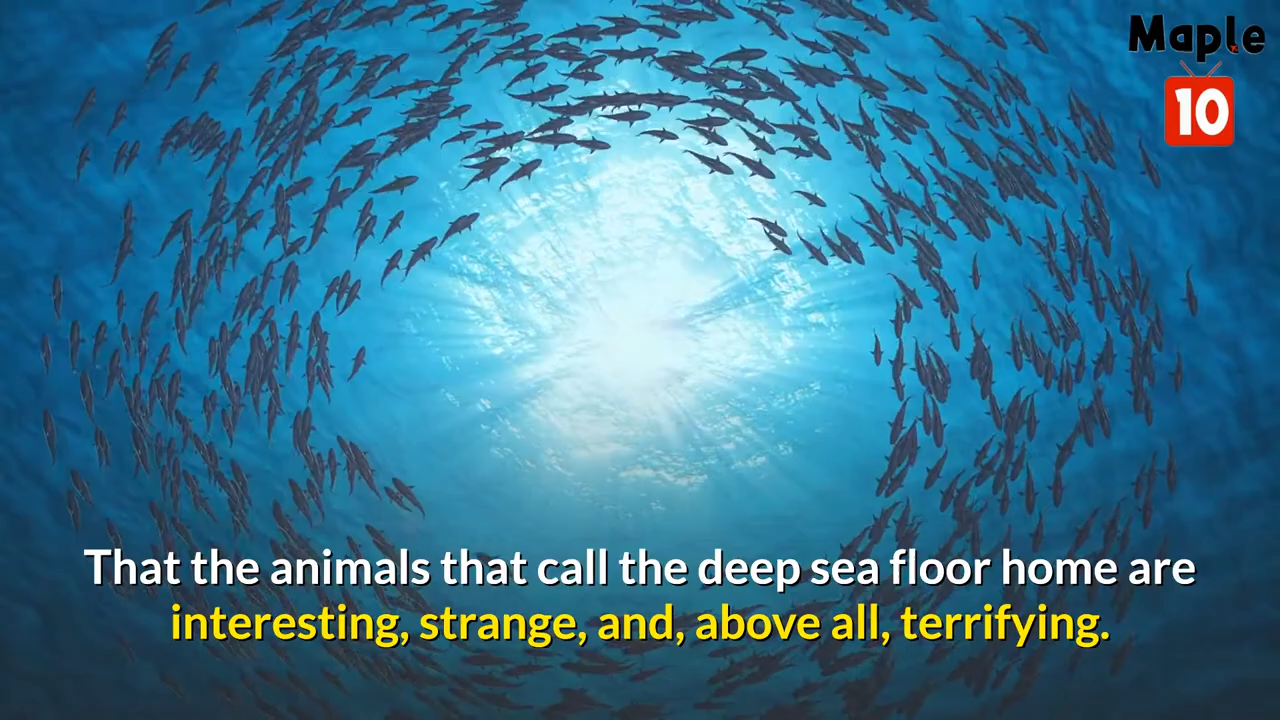 Maple
10
That the animals that call the deep sea floor home are
interesting, strange, and, above all, terrifying.